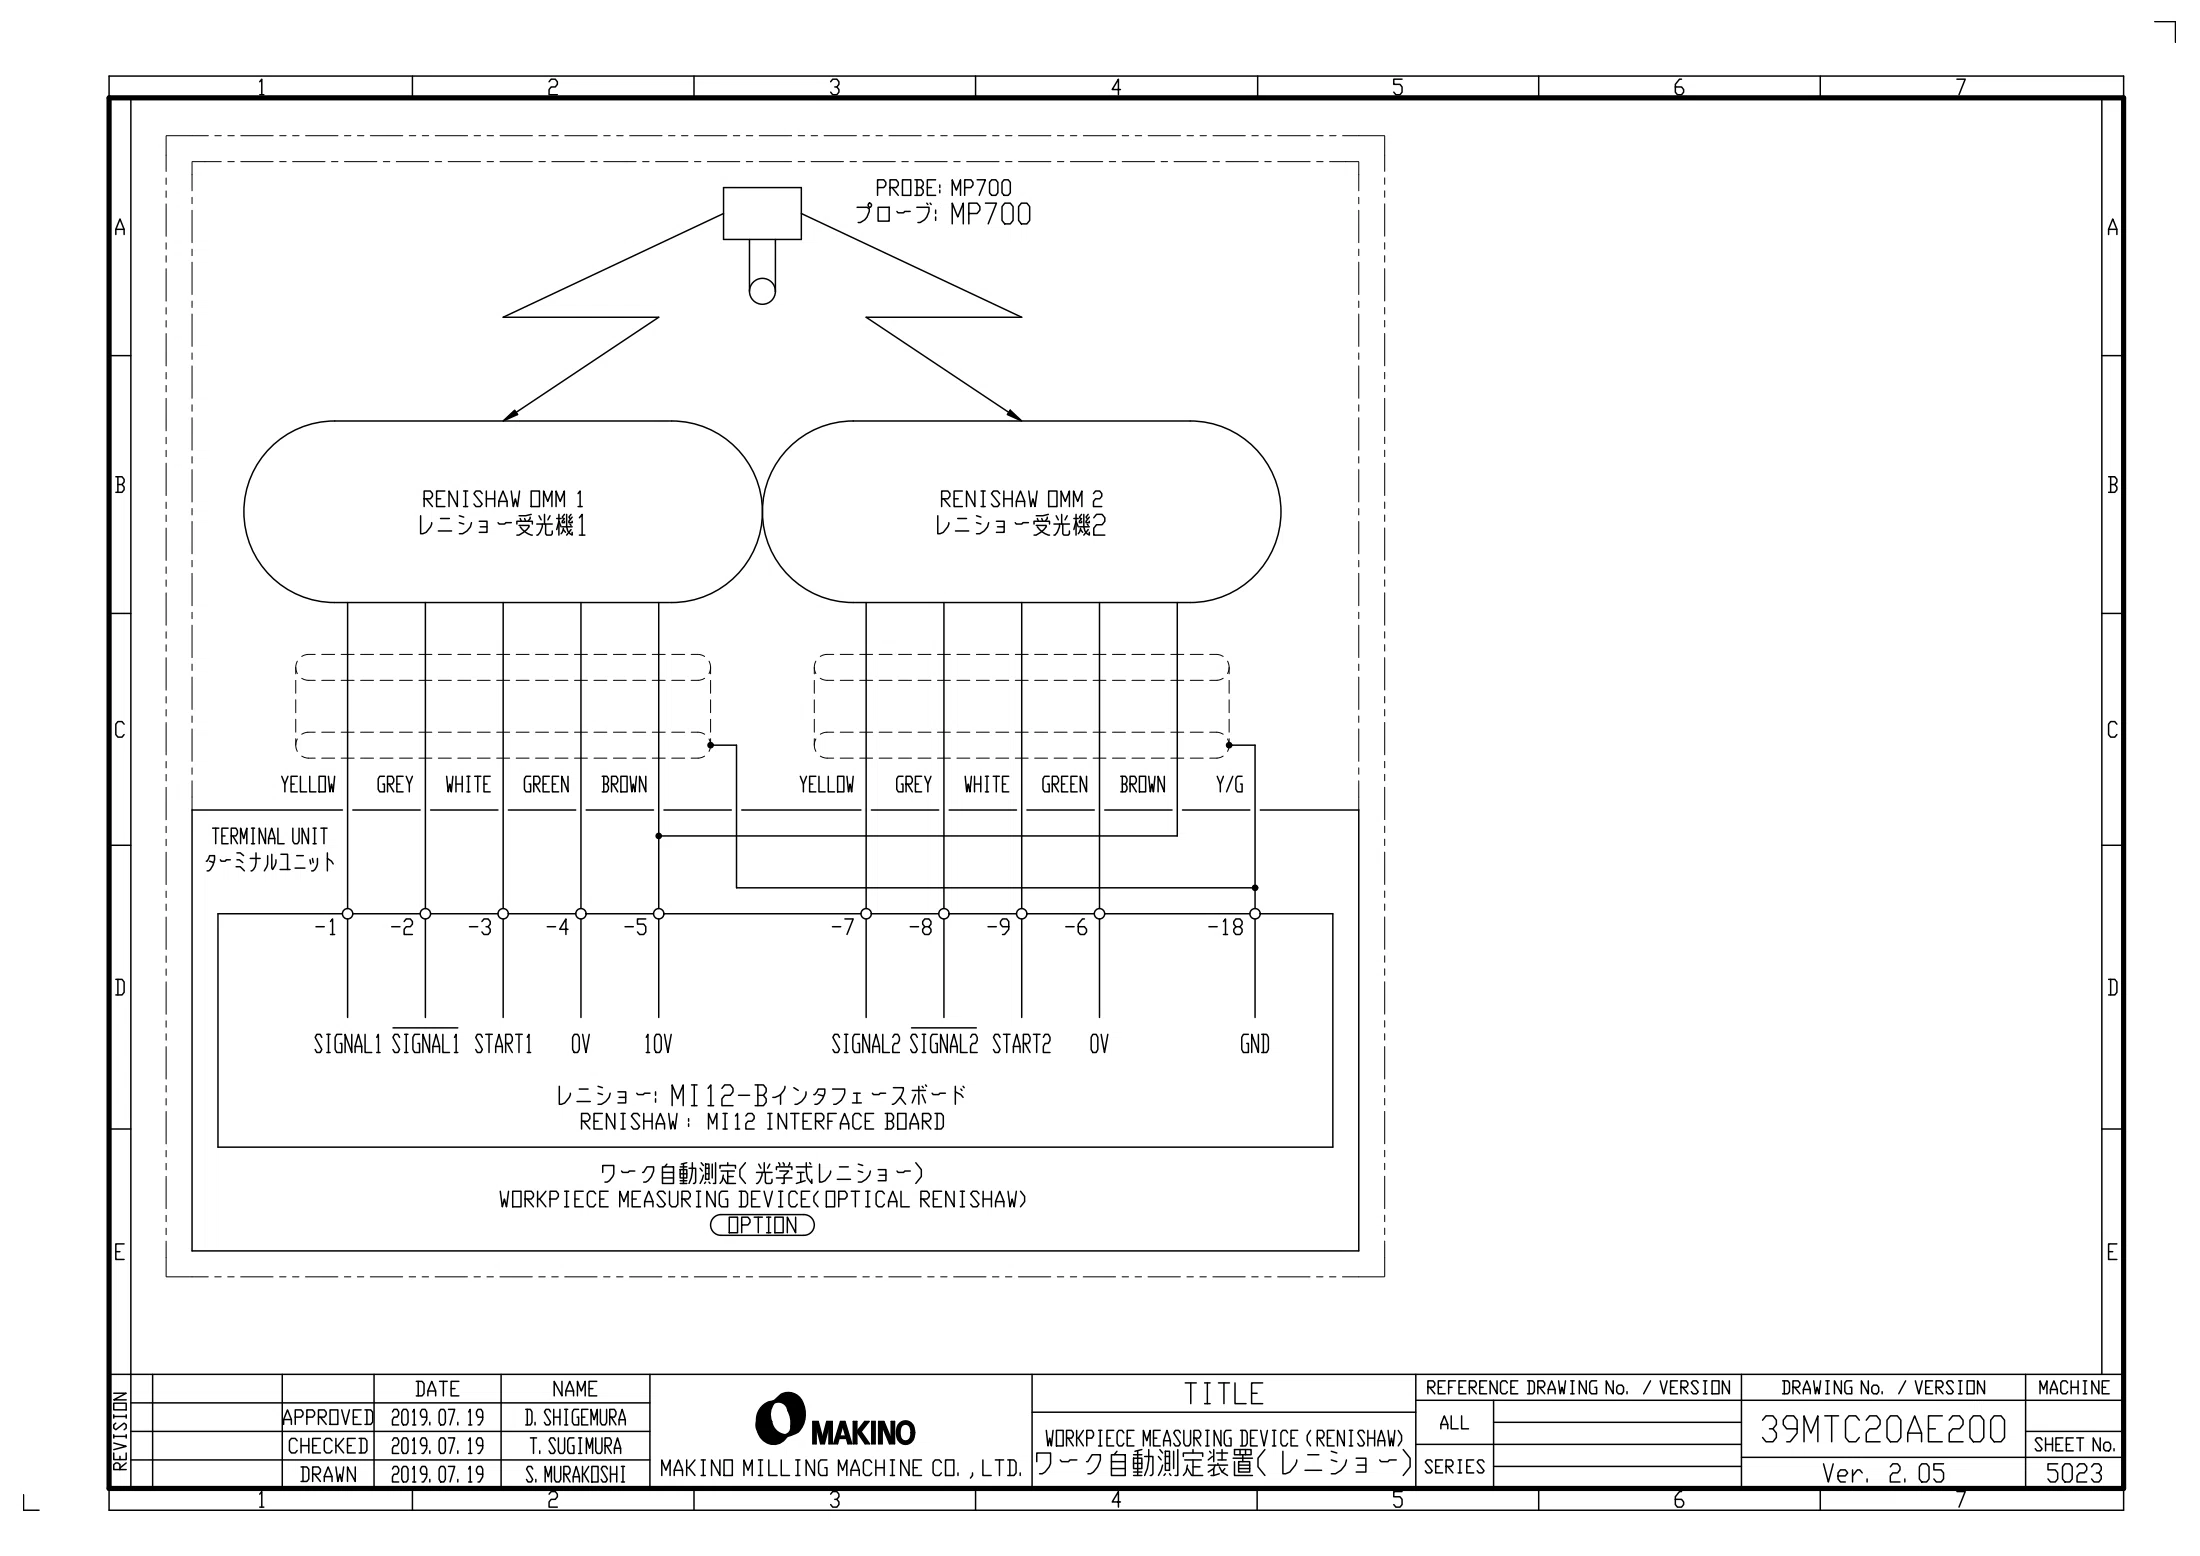 1 2 3 4 5 6 7
A A
PROBE: MP700
プローブ: MP700
B B
RENISHAW OMM 1
レニショー受光機1
RENISHAW OMM 2
レニショー受光機2
C C
YELLOW GREY WHITE GREEN BROWN YELLOW GREY WHITE GREEN BROWN Y/G
TERMINAL UNIT
ターミナルユニット
-1 -2 -3 -4 -5 -7 -8 -9 -6 -18
D D
SIGNAL1 SIGNAL1 START1 0V 10V SIGNAL2 SIGNAL2 START2 0V GND
レニショー: MI12-Bインタフェースボード
RENISHAW : MI12 INTERFACE BOARD
ワーク自動測定(光学式レニショー)
WORKPIECE MEASURING DEVICE(OPTICAL RENISHAW)
OPTION
E E
REVISION
DATE NAME
APPROVED 2019.07.19 D. SHIGEMURA
CHECKED 2019.07.19 T. SUGIMURA
DRAWN 2019.07.19 S. MURAKOSHI
MAKINO
MAKINO MILLING MACHINE CO.,LTD.
TITLE
WORKPIECE MEASURING DEVICE (RENISHAW)
ワーク自動測定装置(レニショー)
REFERENCE DRAWING No. / VERSION
ALL
SERIES
DRAWING No. / VERSION
39MTC20AE200
Ver. 2.05
MACHINE
SHEET No.
5023
1 2 3 4 5 6 7